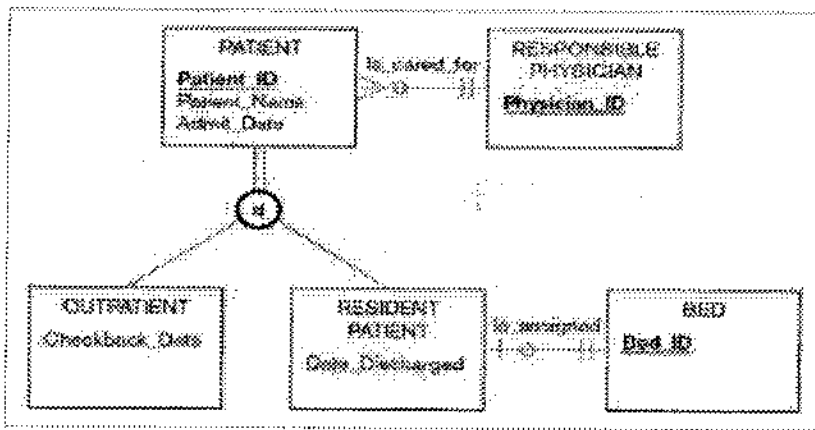 PATIENT
Patient_ID
Patient_Name
Admit_Date
Is_cared_for
RESPONSIBLE
PHYSICIAN
Physician_ID
d
OUTPATIENT
Checkback_Date
RESIDENT
PATIENT
Date_Discharged
Is_assigned
BED
Bed_ID